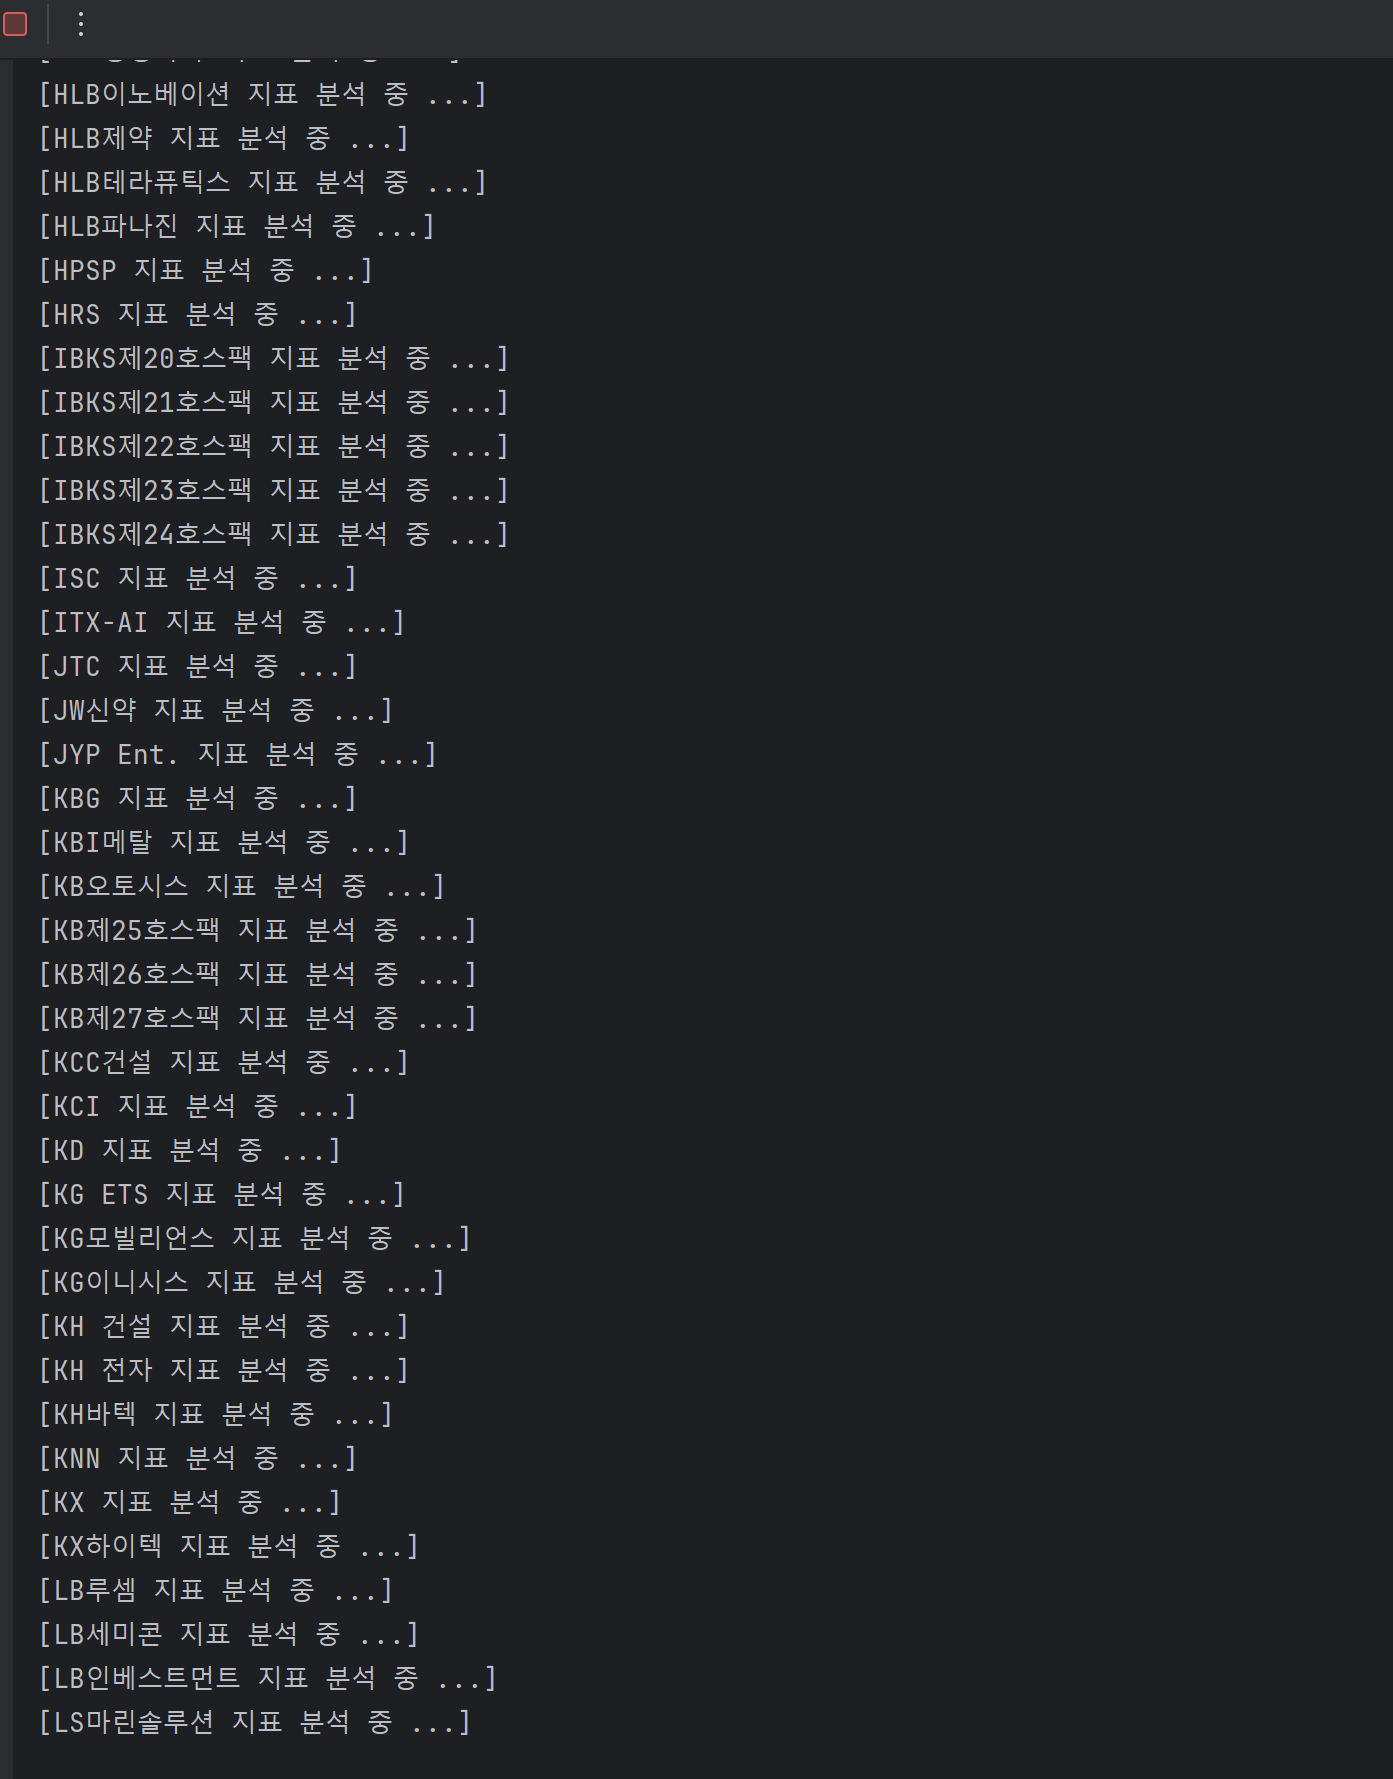 [HLB이노베이션 지표 분석 중 ...]
[HLB제약 지표 분석 중 ...]
[HLB테라퓨틱스 지표 분석 중 ...]
[HLB파나진 지표 분석 중 ...]
[HPSP 지표 분석 중 ...]
[HRS 지표 분석 중 ...]
[IBKS제20호스팩 지표 분석 중 ...]
[IBKS제21호스팩 지표 분석 중 ...]
[IBKS제22호스팩 지표 분석 중 ...]
[IBKS제23호스팩 지표 분석 중 ...]
[IBKS제24호스팩 지표 분석 중 ...]
[ISC 지표 분석 중 ...]
[ITX-AI 지표 분석 중 ...]
[JTC 지표 분석 중 ...]
[JW신약 지표 분석 중 ...]
[JYP Ent. 지표 분석 중 ...]
[KBG 지표 분석 중 ...]
[KBI메탈 지표 분석 중 ...]
[KB오토시스 지표 분석 중 ...]
[KB제25호스팩 지표 분석 중 ...]
[KB제26호스팩 지표 분석 중 ...]
[KB제27호스팩 지표 분석 중 ...]
[KCC건설 지표 분석 중 ...]
[KCI 지표 분석 중 ...]
[KD 지표 분석 중 ...]
[KG ETS 지표 분석 중 ...]
[KG모빌리언스 지표 분석 중 ...]
[KG이니시스 지표 분석 중 ...]
[KH 건설 지표 분석 중 ...]
[KH 전자 지표 분석 중 ...]
[KH바텍 지표 분석 중 ...]
[KNN 지표 분석 중 ...]
[KX 지표 분석 중 ...]
[KX하이텍 지표 분석 중 ...]
[LB루셈 지표 분석 중 ...]
[LB세미콘 지표 분석 중 ...]
[LB인베스트먼트 지표 분석 중 ...]
[LS마린솔루션 지표 분석 중 ...]